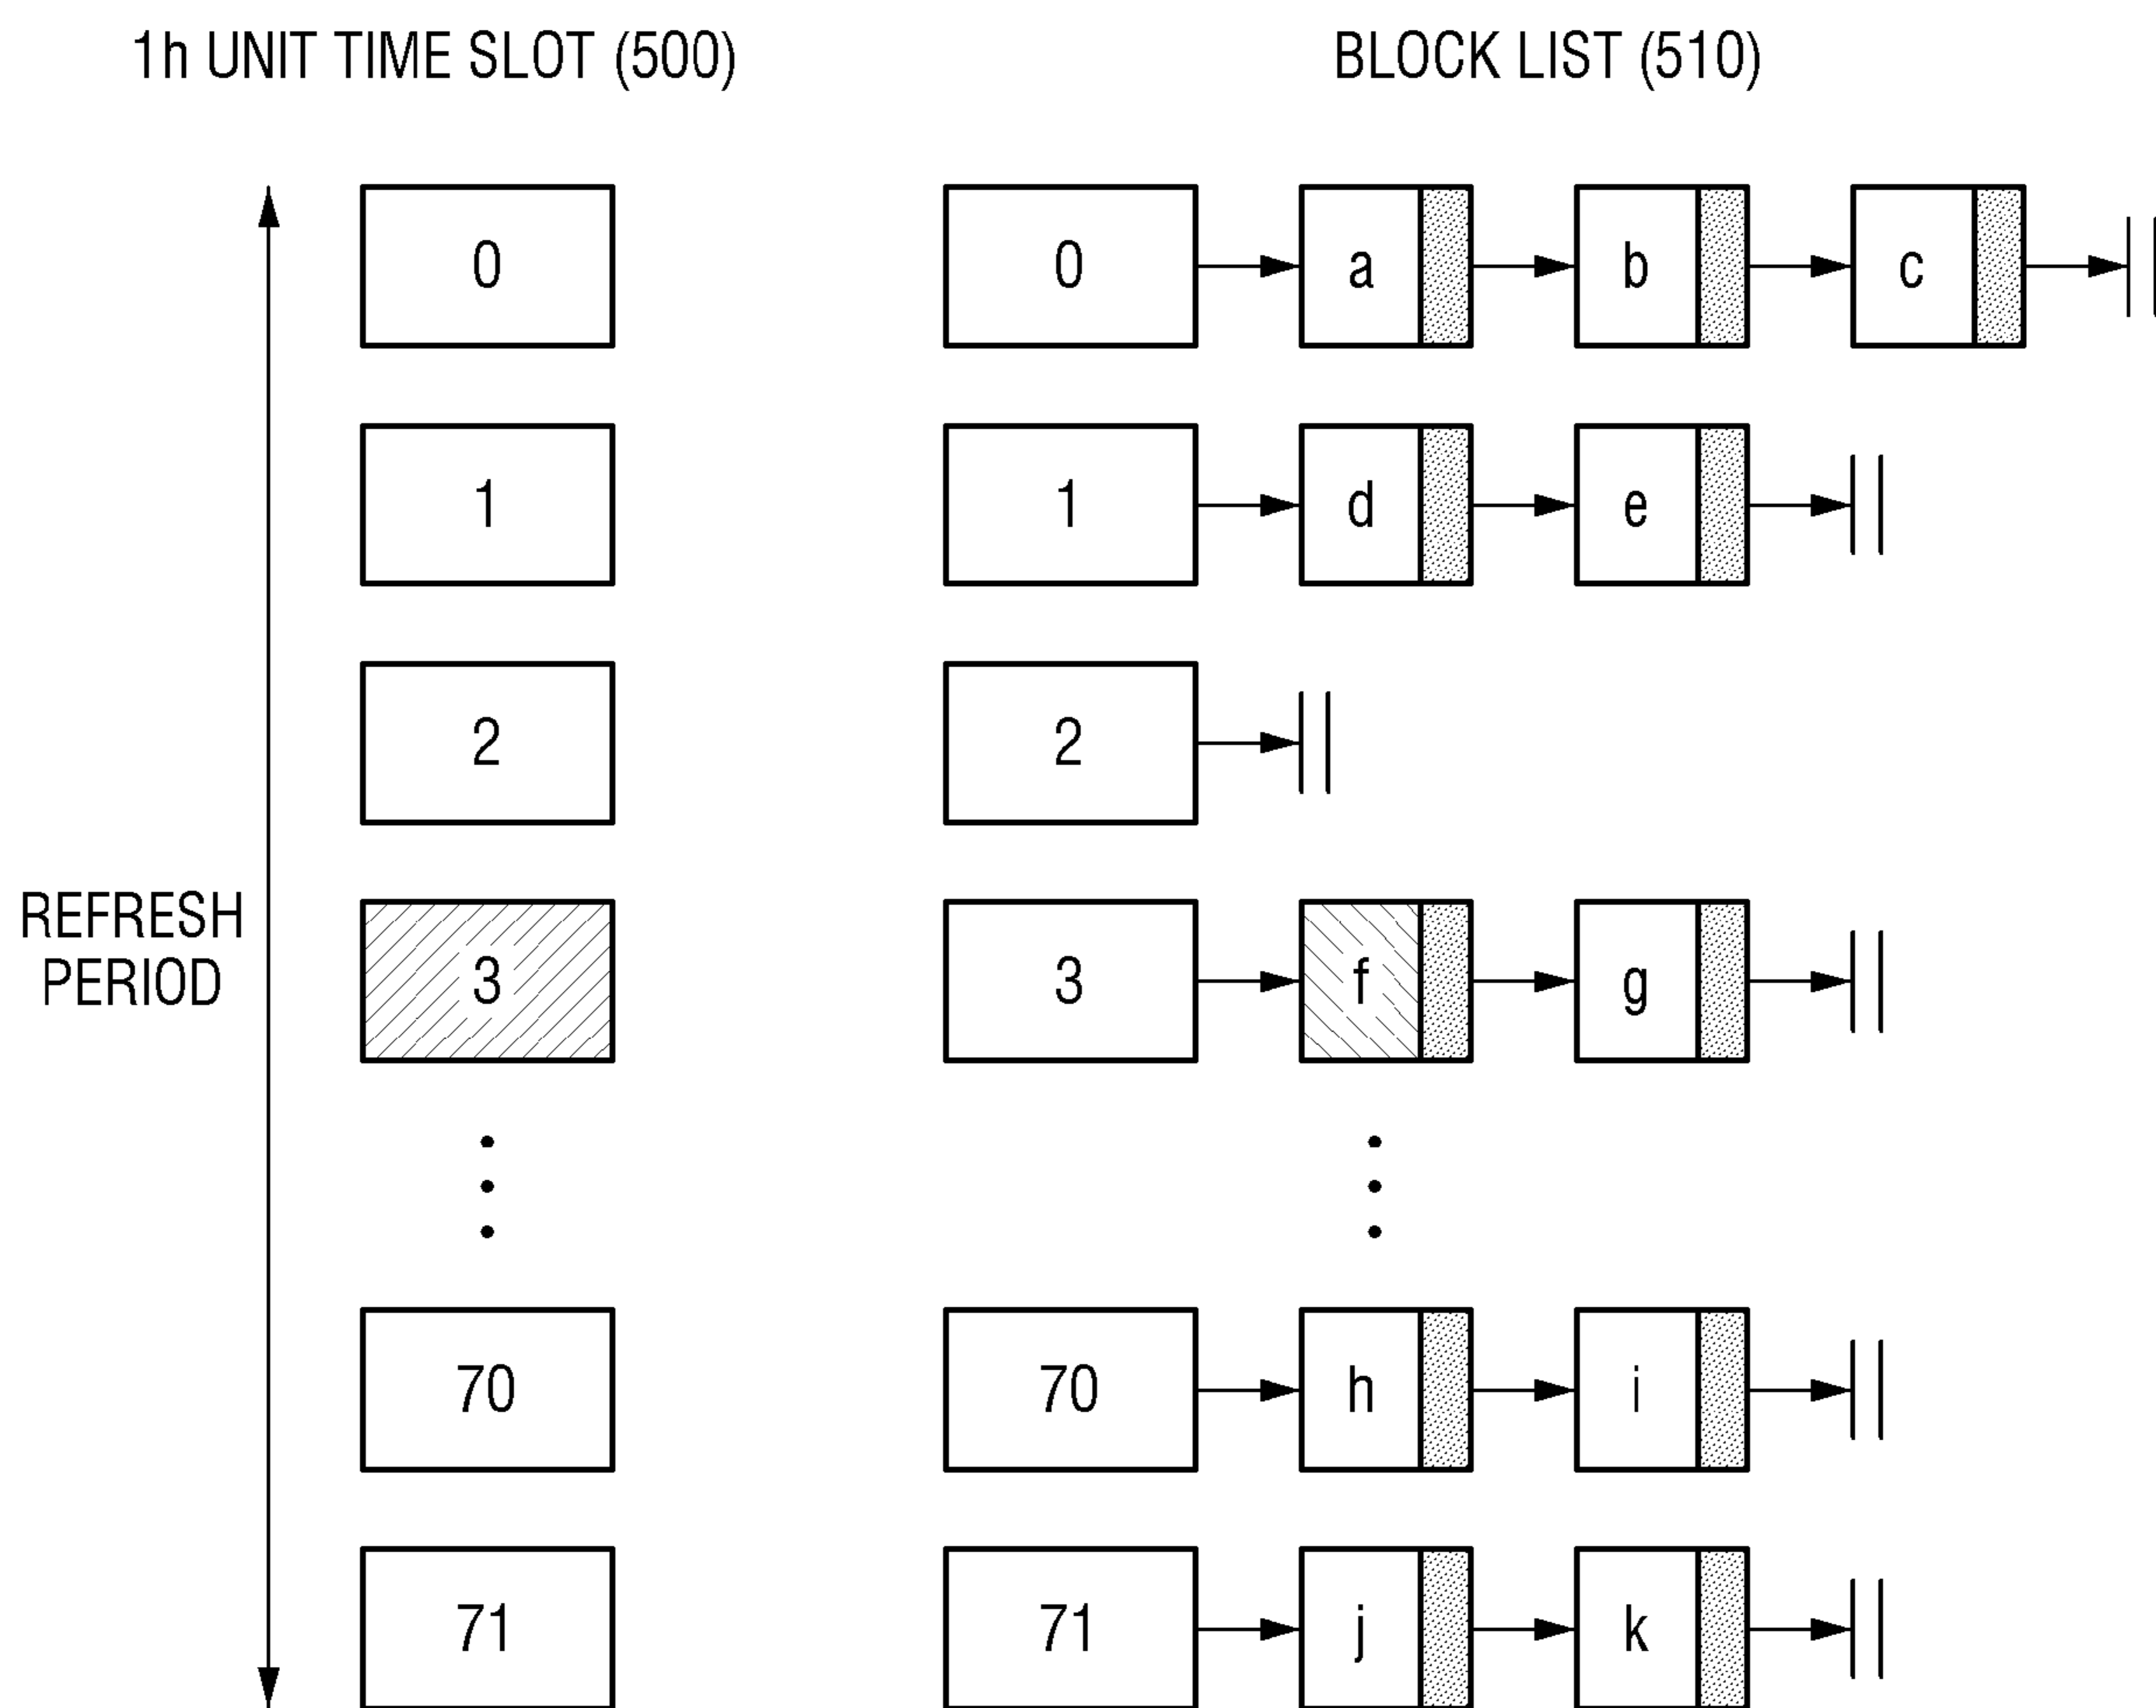 1h UNIT TIME SLOT (500) BLOCK LIST (510)
0 0 a b c
1 1 d e
2 2
REFRESH
PERIOD
3 3 f g
70 70 h i
71 71 j k